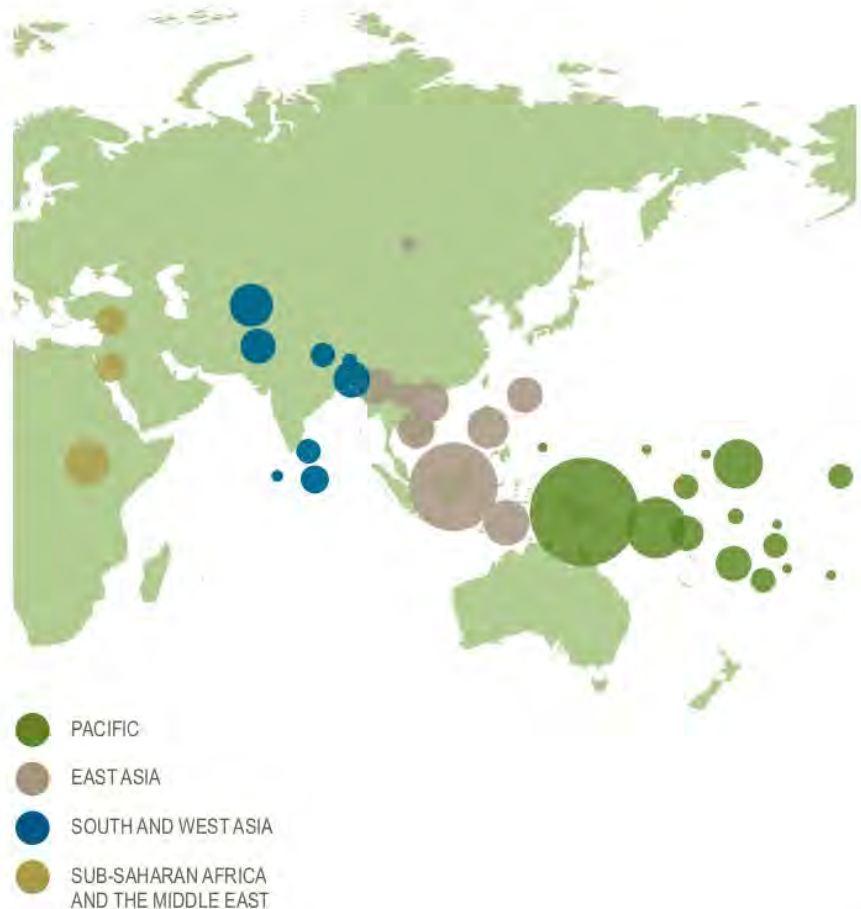 PACIFIC
EAST ASIA
SOUTH AND WEST ASIA
SUB-SAHARAN AFRICA
AND THE MIDDLE EAST